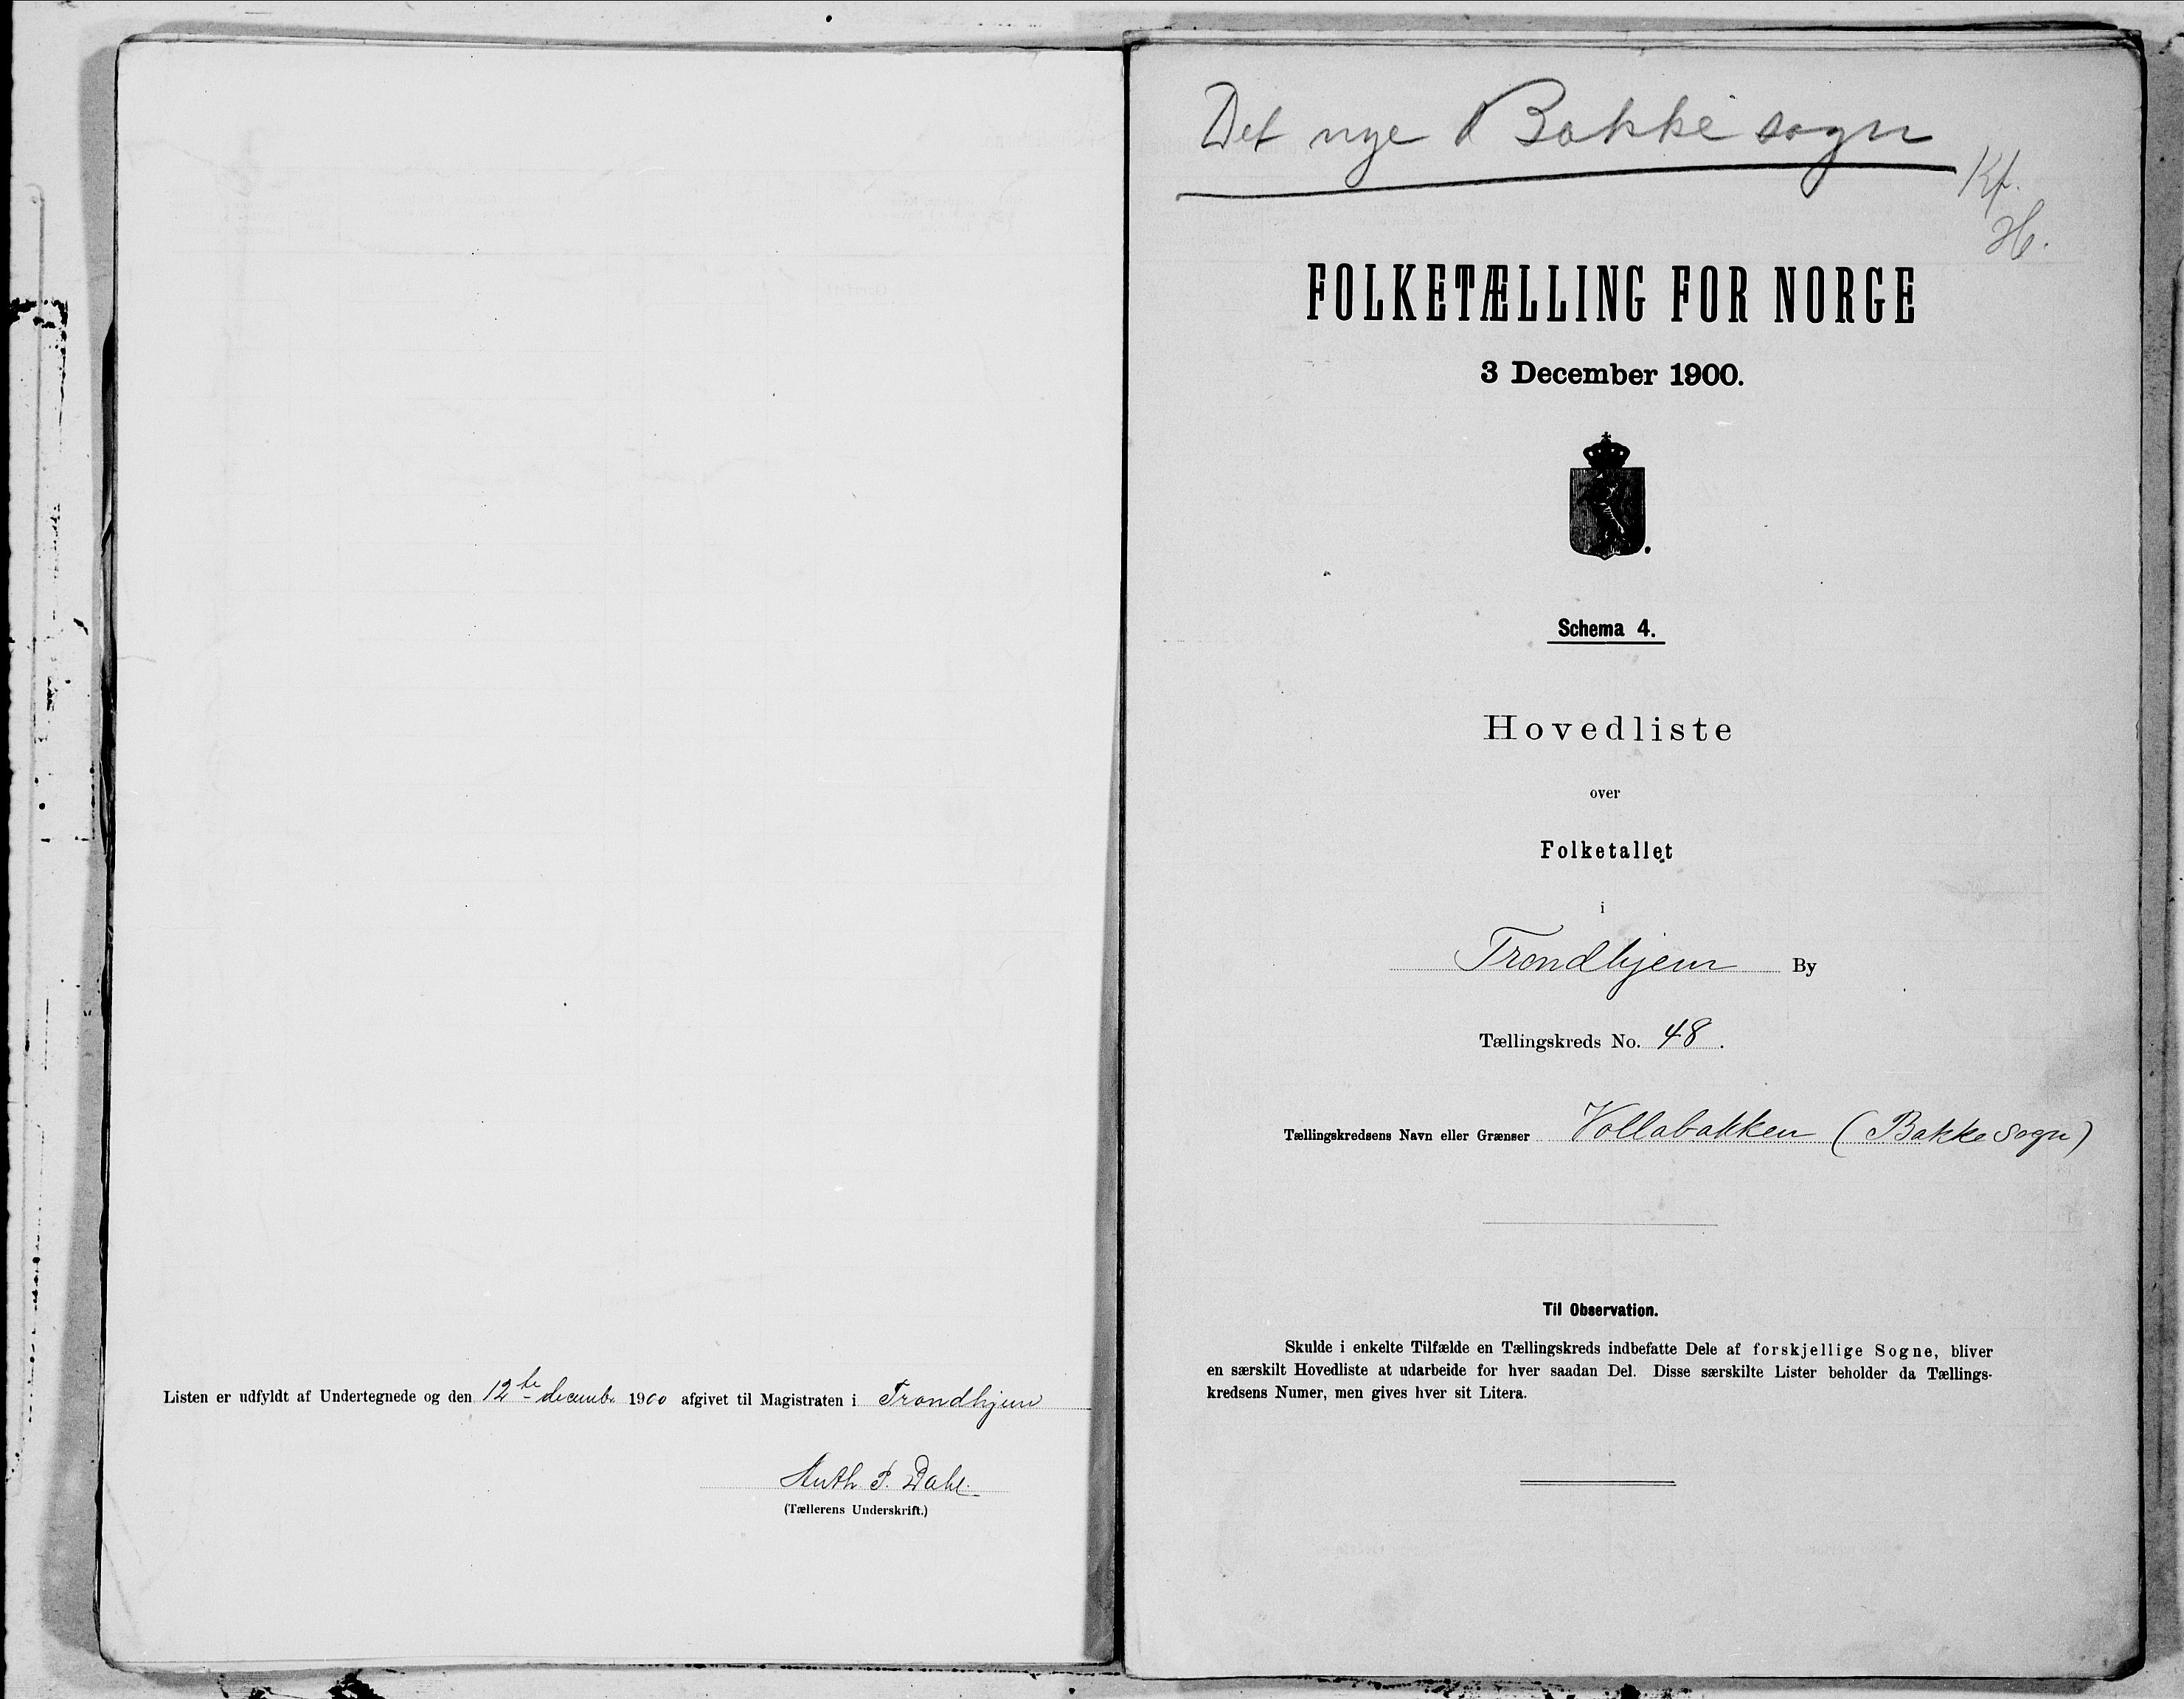 Listen er udfyldt af Undertegnede og den 12te decembr. 1900 afgivet til Magistraten i Trondhjem
Anth P. Dahl.
(Tællerens Underskrift.)
Det nye Bakke sogn
Kf.
H.
FOLKETÆLLING FOR NORGE
3 December 1900.
Schema 4.
Hovedliste
over
Folketallet
i
Trondhjem By
Tællingskreds No. 48.
Tællingskredsens Navn eller Grænser Vollabakken (Bakke sogn)
Til Observation.
Skulde i enkelte Tilfælde en Tællingskreds indbefatte Dele af forskjellige Sogne, bliver
en særskilt Hovedliste at udarbeide for hver saadan Del. Disse særskilte Lister beholder da Tællings-
kredsens Numer, men gives hver sit Litera.